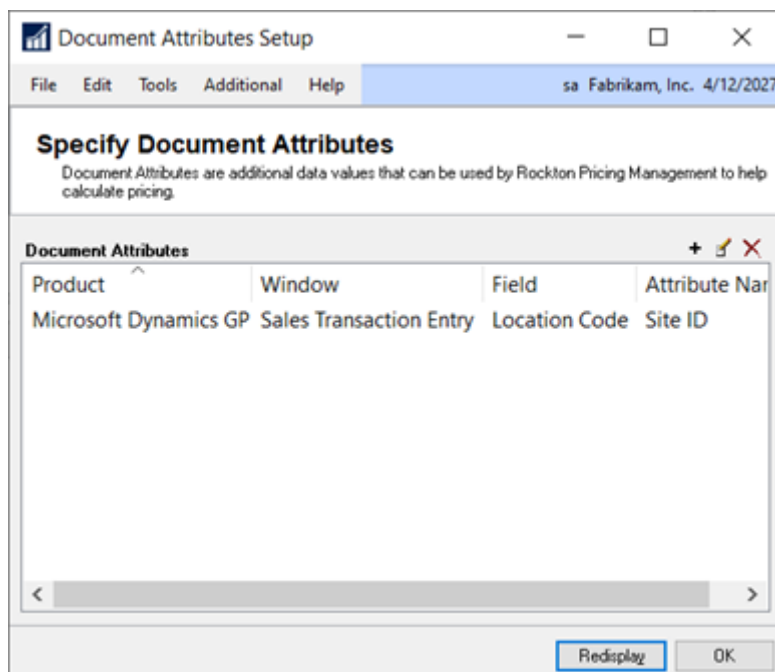 Document Attributes Setup
File Edit Tools Additional Help sa Fabrikam, Inc. 4/12/2027
Specify Document Attributes
Document Attributes are additional data values that can be used by Rockton Pricing Management to help
calculate pricing.
Document Attributes
Product Window Field Attribute Nar
Microsoft Dynamics GP Sales Transaction Entry Location Code Site ID
Redisplay OK